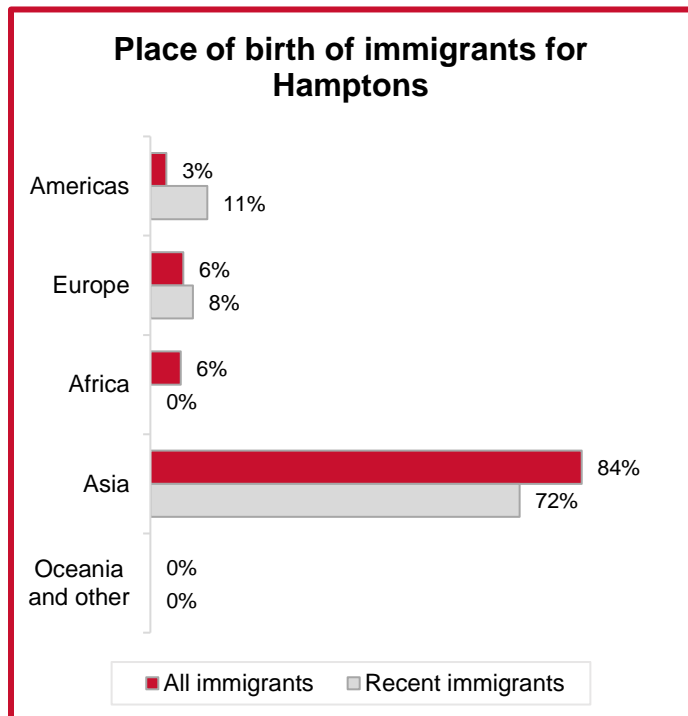 Place of birth of immigrants for
Hamptons
Americas
3%
11%
Europe
6%
8%
Africa
6%
0%
Asia
84%
72%
Oceania
and other
0%
0%
All immigrants
Recent immigrants